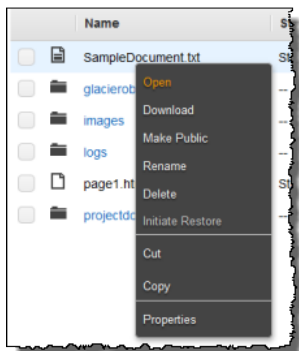 Name
SampleDocument.txt
glacierob
Open
Download
images
Make Public
logs
Rename
page1.ht
Delete
projectdo
Initiate Restore
Cut
Copy
Properties